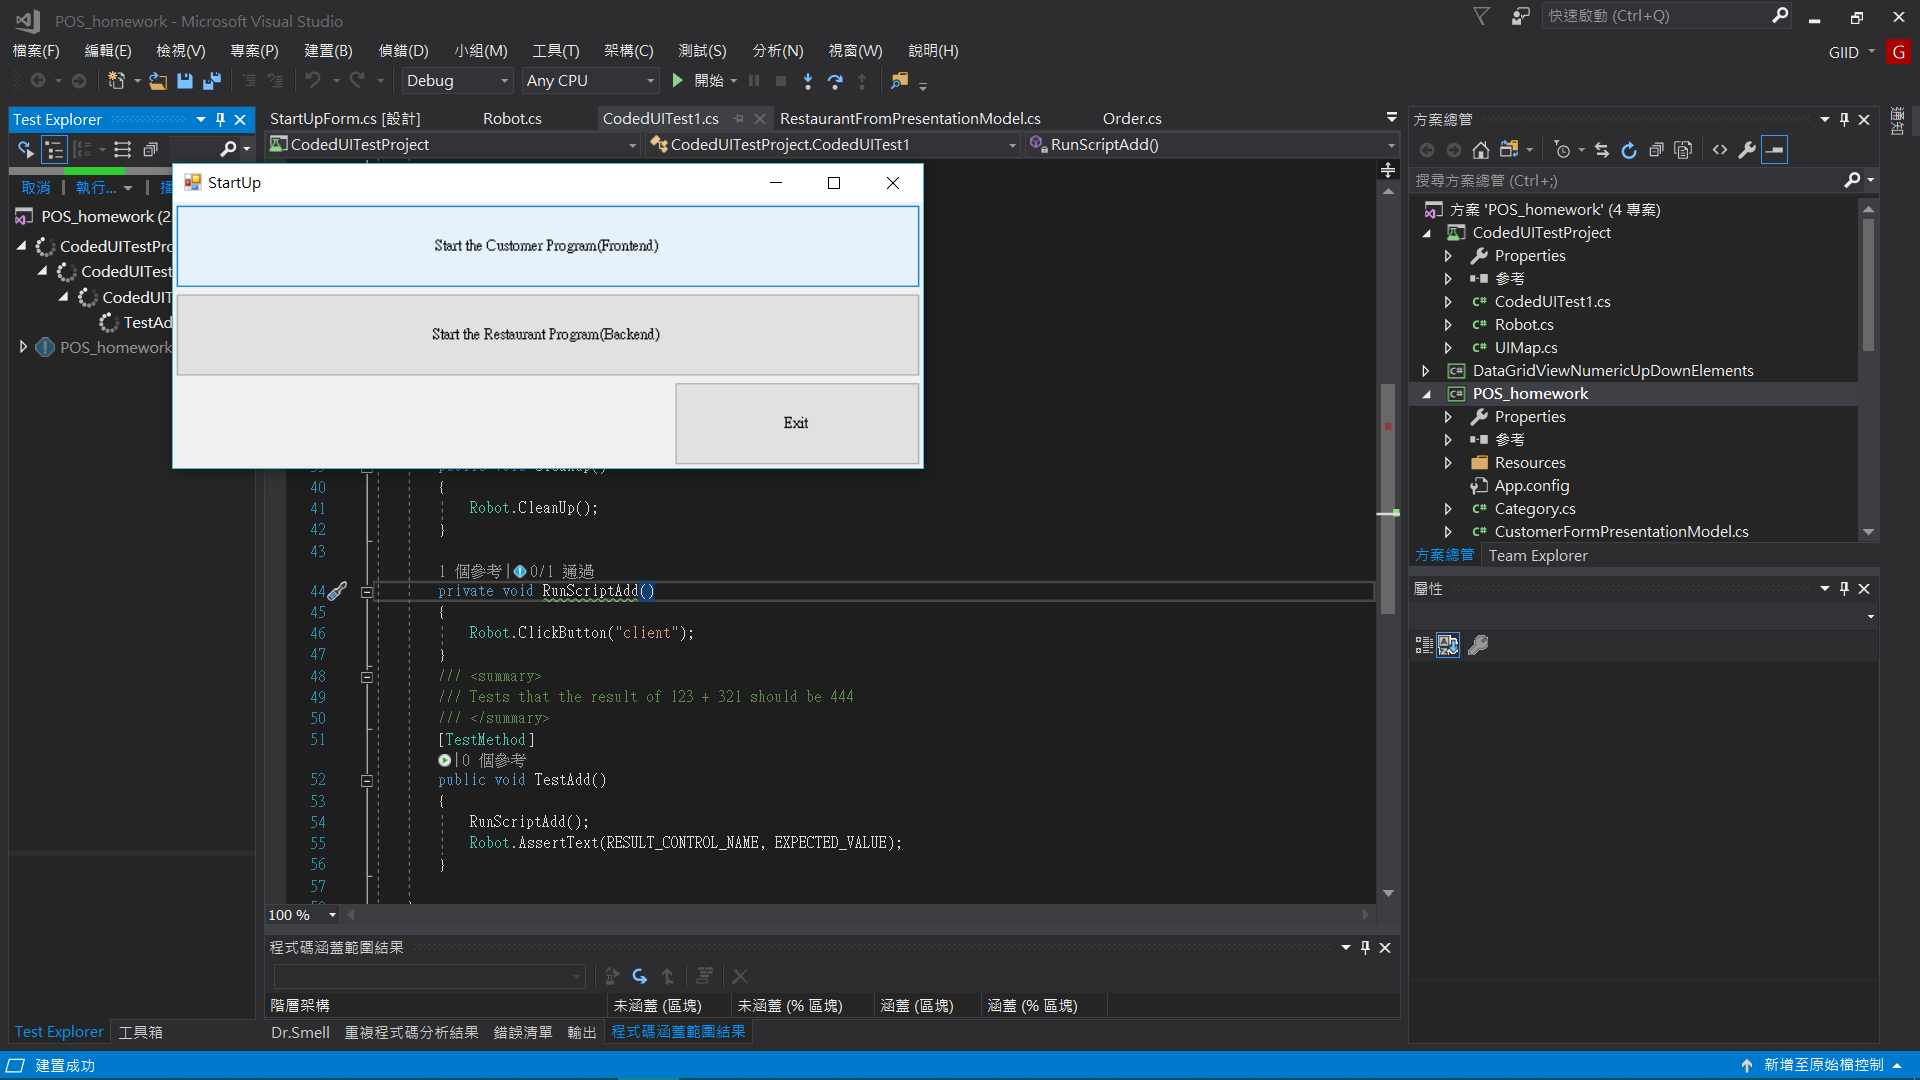 POS_homework - Microsoft Visual Studio
快速啟動 (Ctrl+Q)
檔案(F) 編輯(E) 檢視(V) 專案(P) 建置(B) 偵錯(D) 小組(M) 工具(T) 架構(C) 測試(S) 分析(N) 視窗(W) 說明(H)
GIID G
Debug Any CPU 開始
Test Explorer
取消 執行... 播
POS_homework (2
CodedUITestPro
CodedUITest
CodedUIT
TestAd
POS_homework
StartUpForm.cs [設計] Robot.cs CodedUITest1.cs RestaurantFromPresentationModel.cs Order.cs
CodedUITestProject CodedUITestProject.CodedUITest1 RunScriptAdd()
StartUp
Start the Customer Program(Frontend)
Start the Restaurant Program(Backend)
Exit
40 {
41 Robot.CleanUp();
42 }
43
1 個參考 | 0/1 通過
44 private void RunScriptAdd()
45 {
46 Robot.ClickButton("client");
47 }
48 /// <summary>
49 /// Tests that the result of 123 + 321 should be 444
50 /// </summary>
51 [TestMethod]
|0 個參考
52 public void TestAdd()
53 {
54 RunScriptAdd();
55 Robot.AssertText(RESULT_CONTROL_NAME, EXPECTED_VALUE);
56 }
57
100 %
程式碼涵蓋範圍結果
階層架構 未涵蓋 (區塊) 未涵蓋 (% 區塊) 涵蓋 (區塊) 涵蓋 (% 區塊)
Dr.Smell 重複程式碼分析結果 錯誤清單 輸出 程式碼涵蓋範圍結果
Test Explorer 工具箱
方案總管
搜尋方案總管 (Ctrl+;)
方案 'POS_homework' (4 專案)
CodedUITestProject
Properties
參考
C# CodedUITest1.cs
C# Robot.cs
C# UIMap.cs
C# DataGridViewNumericUpDownElements
C# POS_homework
Properties
參考
Resources
App.config
C# Category.cs
C# CustomerFormPresentationModel.cs
方案總管 Team Explorer
屬性
通知
建置成功
新增至原始檔控制